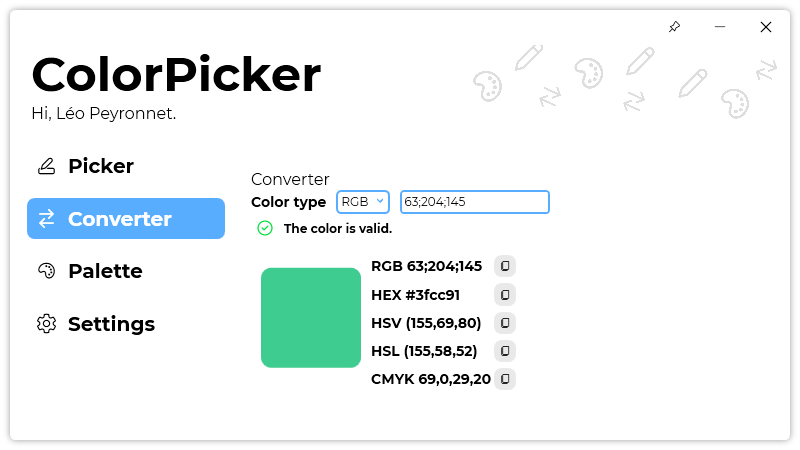 ColorPicker
Hi, Léo Peyronnet.
Picker
Converter
Palette
Settings
Converter
Color type RGB 63;204;145
The color is valid.
RGB 63;204;145
HEX #3fcc91
HSV (155,69,80)
HSL (155,58,52)
CMYK 69,0,29,20